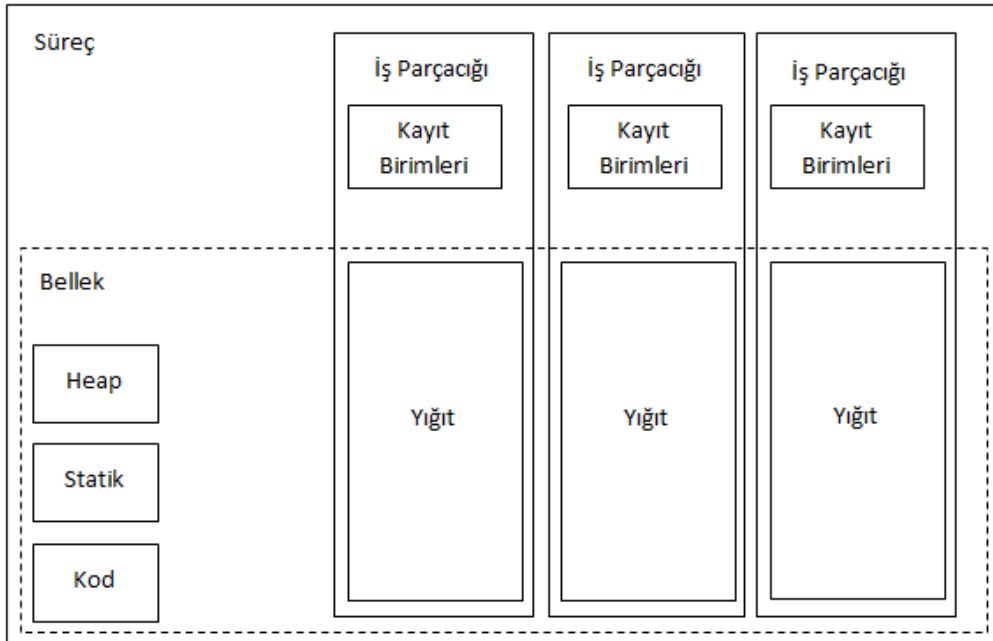 Süreç
İş Parçacığı
Kayıt
Birimleri
İş Parçacığı
Kayıt
Birimleri
İş Parçacığı
Kayıt
Birimleri
Bellek
Heap
Statik
Kod
Yığıt
Yığıt
Yığıt